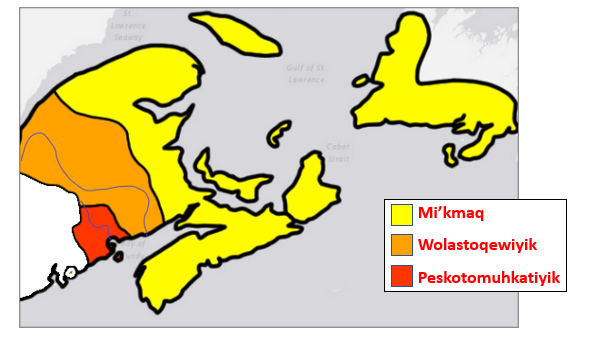 St.
Lawrence
Seaway
Gulf of St.
Lawrence
Cabot
Strait
Mi’kmaq
Wolastoqewiyik
Peskotomuhkatiyik